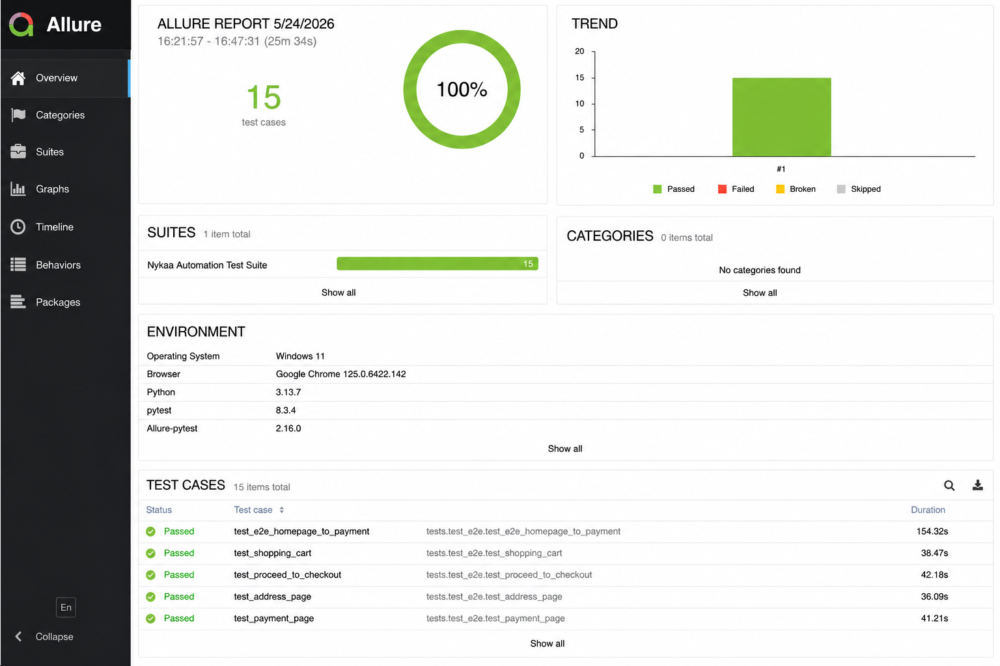 Allure
Overview
Categories
Suites
Graphs
Timeline
Behaviors
Packages
En
Collapse
ALLURE REPORT 5/24/2026
16:21:57 - 16:47:31 (25m 34s)
15
test cases
100%
TREND
20
15
10
5
0
#1
Passed Failed Broken Skipped
SUITES 1 item total
Nykaa Automation Test Suite 15
Show all
CATEGORIES 0 items total
No categories found
Show all
ENVIRONMENT
Operating System Windows 11
Browser Google Chrome 125.0.6422.142
Python 3.13.7
pytest 8.3.4
Allure-pytest 2.16.0
Show all
TEST CASES 15 items total
Status Test case Duration
Passed test_e2e_homepage_to_payment tests.test_e2e.test_e2e_homepage_to_payment 154.32s
Passed test_shopping_cart tests.test_e2e.test_shopping_cart 38.47s
Passed test_proceed_to_checkout tests.test_e2e.test_proceed_to_checkout 42.18s
Passed test_address_page tests.test_e2e.test_address_page 36.09s
Passed test_payment_page tests.test_e2e.test_payment_page 41.21s
Show all